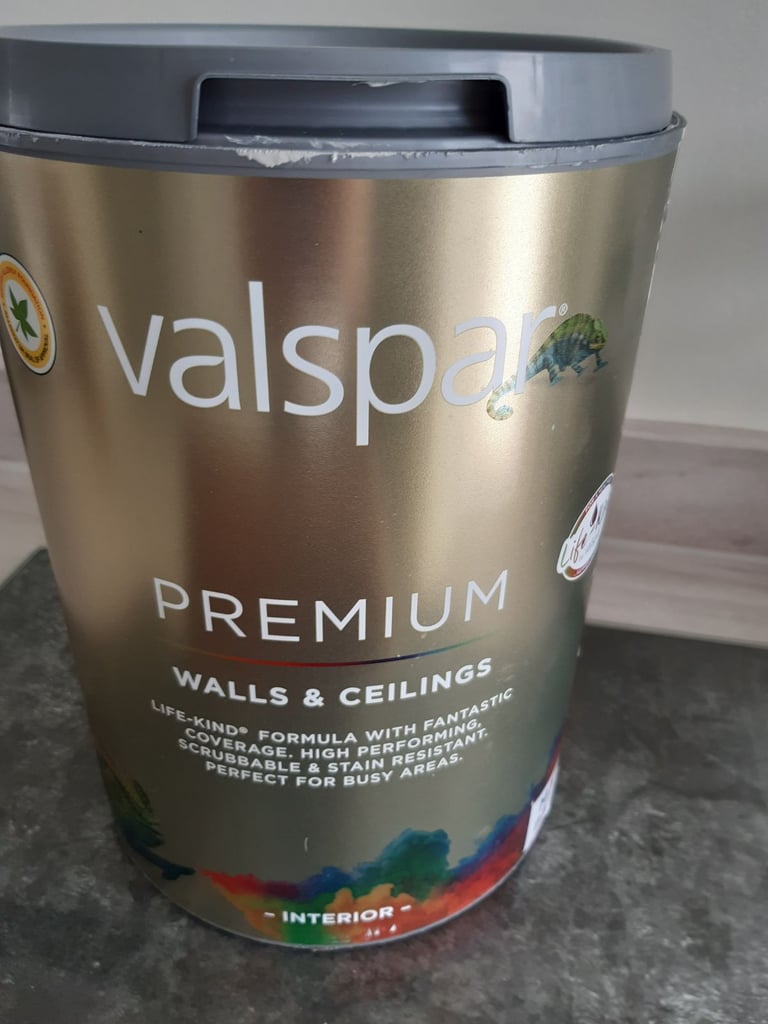 valspar®
PREMIUM
WALLS & CEILINGS
LIFE-KIND® FORMULA WITH FANTASTIC
COVERAGE. HIGH PERFORMING,
SCRUBBABLE & STAIN RESISTANT.
PERFECT FOR BUSY AREAS.
- INTERIOR -